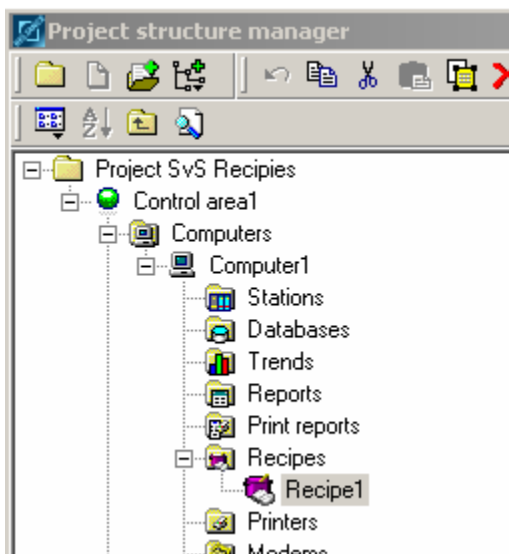 Project structure manager
Project SvS Recipies
Control area1
Computers
Computer1
Stations
Databases
Trends
Reports
Print reports
Recipes
Recipe1
Printers
Modems